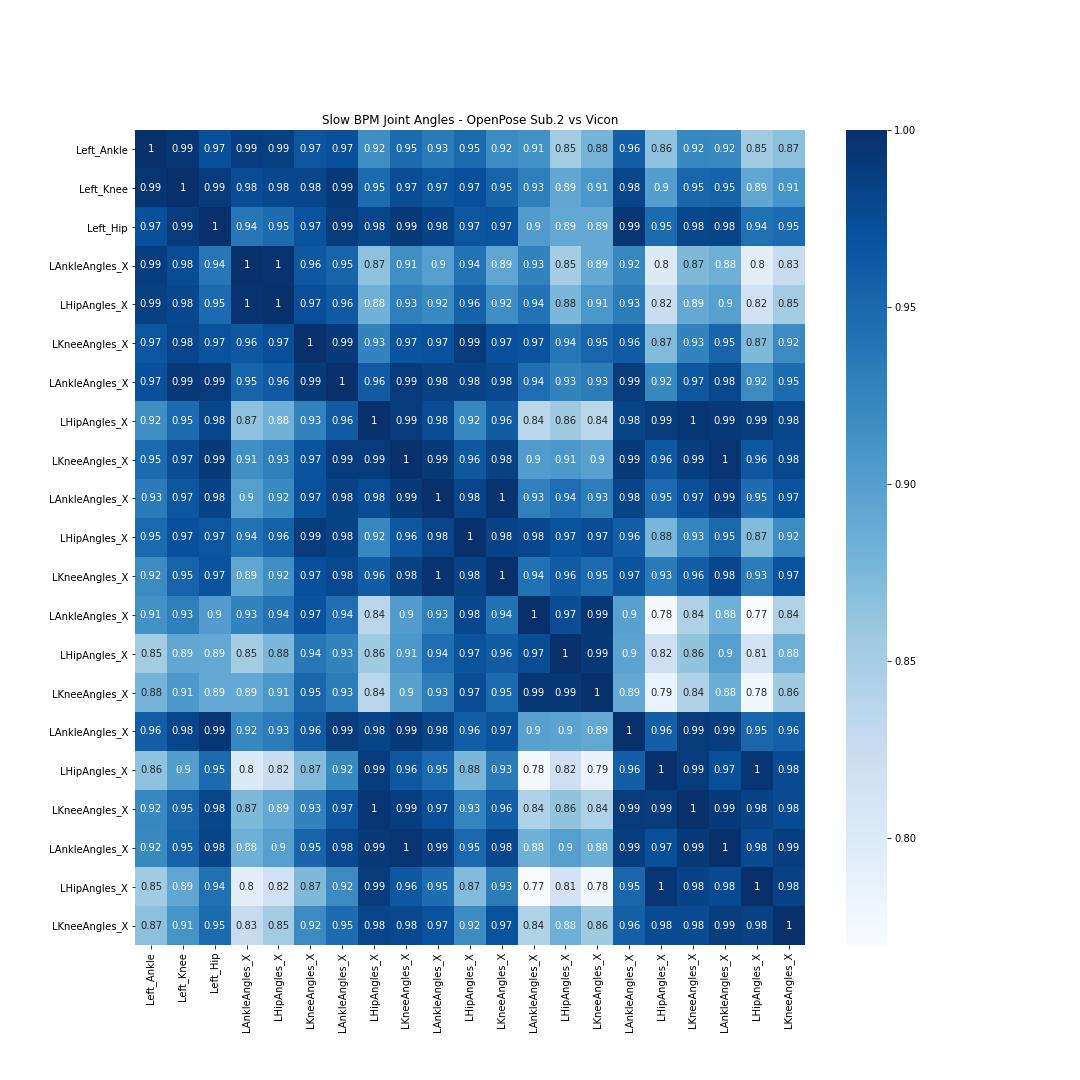 Slow BPM Joint Angles - OpenPose Sub.2 vs Vicon
Left_Ankle 1 0.99 0.97 0.99 0.99 0.97 0.97 0.92 0.95 0.93 0.95 0.92 0.91 0.85 0.88 0.96 0.86 0.92 0.92 0.85 0.87
Left_Knee 0.99 1 0.99 0.98 0.98 0.98 0.99 0.95 0.97 0.97 0.97 0.95 0.93 0.89 0.91 0.98 0.9 0.95 0.95 0.89 0.91
Left_Hip 0.97 0.99 1 0.94 0.95 0.97 0.99 0.98 0.99 0.98 0.97 0.97 0.9 0.89 0.89 0.99 0.95 0.98 0.98 0.94 0.95
LAnkleAngles_X 0.99 0.98 0.94 1 1 0.96 0.95 0.87 0.91 0.9 0.94 0.89 0.93 0.85 0.89 0.92 0.8 0.87 0.88 0.8 0.83
LHipAngles_X 0.99 0.98 0.95 1 1 0.97 0.96 0.88 0.93 0.92 0.96 0.92 0.94 0.88 0.91 0.93 0.82 0.89 0.9 0.82 0.85
LKneeAngles_X 0.97 0.98 0.97 0.96 0.97 1 0.99 0.93 0.97 0.97 0.99 0.97 0.97 0.94 0.95 0.96 0.87 0.93 0.95 0.87 0.92
LAnkleAngles_X 0.97 0.99 0.99 0.95 0.96 0.99 1 0.96 0.99 0.98 0.98 0.98 0.94 0.93 0.93 0.99 0.92 0.97 0.98 0.92 0.95
LHipAngles_X 0.92 0.95 0.98 0.87 0.88 0.93 0.96 1 0.99 0.98 0.92 0.96 0.84 0.86 0.84 0.98 0.99 1 0.99 0.99 0.98
LKneeAngles_X 0.95 0.97 0.99 0.91 0.93 0.97 0.99 0.99 1 0.99 0.96 0.98 0.9 0.91 0.9 0.99 0.96 0.99 1 0.96 0.98
LAnkleAngles_X 0.93 0.97 0.98 0.9 0.92 0.97 0.98 0.98 0.99 1 0.98 1 0.93 0.94 0.93 0.98 0.95 0.97 0.99 0.95 0.97
LHipAngles_X 0.95 0.97 0.97 0.94 0.96 0.99 0.98 0.92 0.96 0.98 1 0.98 0.98 0.97 0.97 0.96 0.88 0.93 0.95 0.87 0.92
LKneeAngles_X 0.92 0.95 0.97 0.89 0.92 0.97 0.98 0.96 0.98 1 0.98 1 0.94 0.96 0.95 0.97 0.93 0.96 0.98 0.93 0.97
LAnkleAngles_X 0.91 0.93 0.9 0.93 0.94 0.97 0.94 0.84 0.9 0.93 0.98 0.94 1 0.97 0.99 0.9 0.78 0.84 0.88 0.77 0.84
LHipAngles_X 0.85 0.89 0.89 0.85 0.88 0.94 0.93 0.86 0.91 0.94 0.97 0.96 0.97 1 0.99 0.9 0.82 0.86 0.9 0.81 0.88
LKneeAngles_X 0.88 0.91 0.89 0.89 0.91 0.95 0.93 0.84 0.9 0.93 0.97 0.95 0.99 0.99 1 0.89 0.79 0.84 0.88 0.78 0.86
LAnkleAngles_X 0.96 0.98 0.99 0.92 0.93 0.96 0.99 0.98 0.99 0.98 0.96 0.97 0.9 0.9 0.89 1 0.96 0.99 0.99 0.95 0.96
LHipAngles_X 0.86 0.9 0.95 0.8 0.82 0.87 0.92 0.99 0.96 0.95 0.88 0.93 0.78 0.82 0.79 0.96 1 0.99 0.97 1 0.98
LKneeAngles_X 0.92 0.95 0.98 0.87 0.89 0.93 0.97 1 0.99 0.97 0.93 0.96 0.84 0.86 0.84 0.99 0.99 1 0.99 0.98 0.98
LAnkleAngles_X 0.92 0.95 0.98 0.88 0.9 0.95 0.98 0.99 1 0.99 0.95 0.98 0.88 0.9 0.88 0.99 0.97 0.99 1 0.98 0.99
LHipAngles_X 0.85 0.89 0.94 0.8 0.82 0.87 0.92 0.99 0.96 0.95 0.87 0.93 0.77 0.81 0.78 0.95 1 0.98 0.98 1 0.98
LKneeAngles_X 0.87 0.91 0.95 0.83 0.85 0.92 0.95 0.98 0.98 0.97 0.92 0.97 0.84 0.88 0.86 0.96 0.98 0.98 0.99 0.98 1
Left_Ankle
Left_Knee
Left_Hip
LAnkleAngles_X
LHipAngles_X
LKneeAngles_X
LAnkleAngles_X
LHipAngles_X
LKneeAngles_X
LAnkleAngles_X
LHipAngles_X
LKneeAngles_X
LAnkleAngles_X
LHipAngles_X
LKneeAngles_X
LAnkleAngles_X
LHipAngles_X
LKneeAngles_X
LAnkleAngles_X
LHipAngles_X
LKneeAngles_X
1.00
0.95
0.90
0.85
0.80